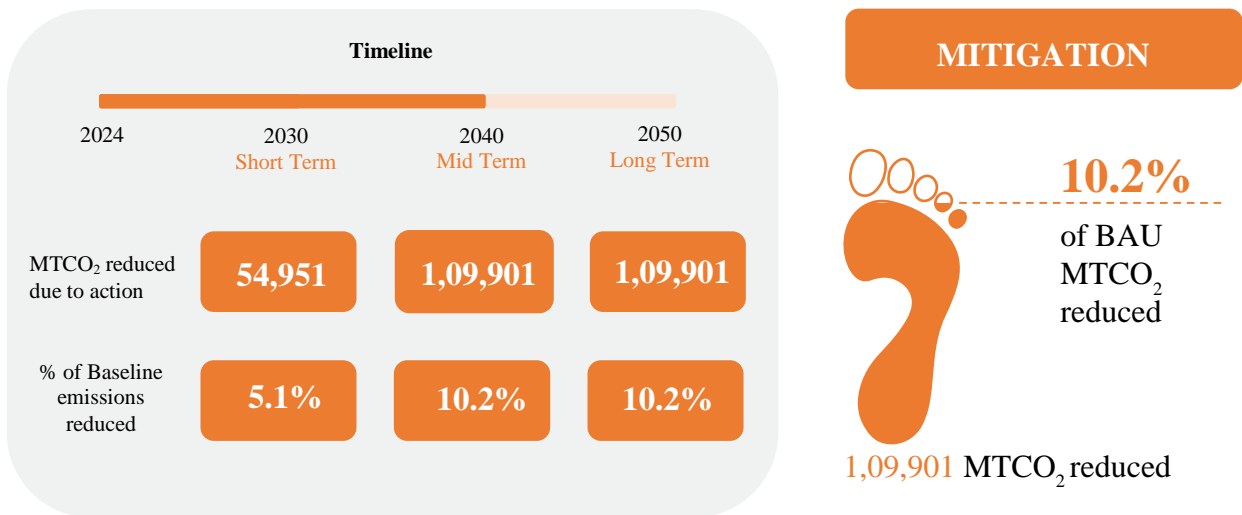 Timeline
2024 2030 2040 2050
Short Term Mid Term Long Term
MTCO₂ reduced
due to action
54,951 1,09,901 1,09,901
% of Baseline
emissions
reduced
5.1% 10.2% 10.2%
MITIGATION
10.2%
of BAU
MTCO₂
reduced
1,09,901 MTCO₂ reduced